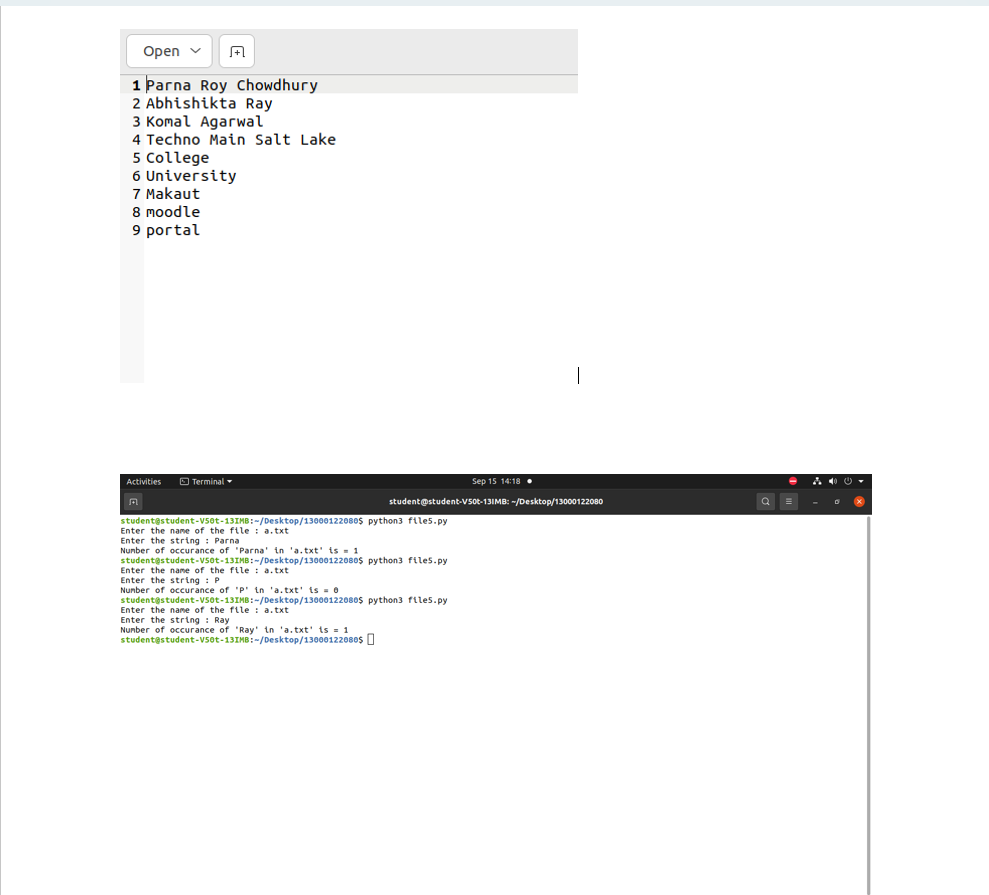 Open
1 Parna Roy Chowdhury
2 Abhishikta Ray
3 Komal Agarwal
4 Techno Main Salt Lake
5 College
6 University
7 Makaut
8 moodle
9 portal
Activities Terminal Sep 15 14:18
student@student-V50t-13IMB: ~/Desktop/13000122080
student@student-V50t-13IMB:~/Desktop/13000122080$ python3 file5.py
Enter the name of the file : a.txt
Enter the string : Parna
Number of occurance of 'Parna' in 'a.txt' is = 1
student@student-V50t-13IMB:~/Desktop/13000122080$ python3 file5.py
Enter the name of the file : a.txt
Enter the string : P
Number of occurance of 'P' in 'a.txt' is = 0
student@student-V50t-13IMB:~/Desktop/13000122080$ python3 file5.py
Enter the name of the file : a.txt
Enter the string : Ray
Number of occurance of 'Ray' in 'a.txt' is = 1
student@student-V50t-13IMB:~/Desktop/13000122080$